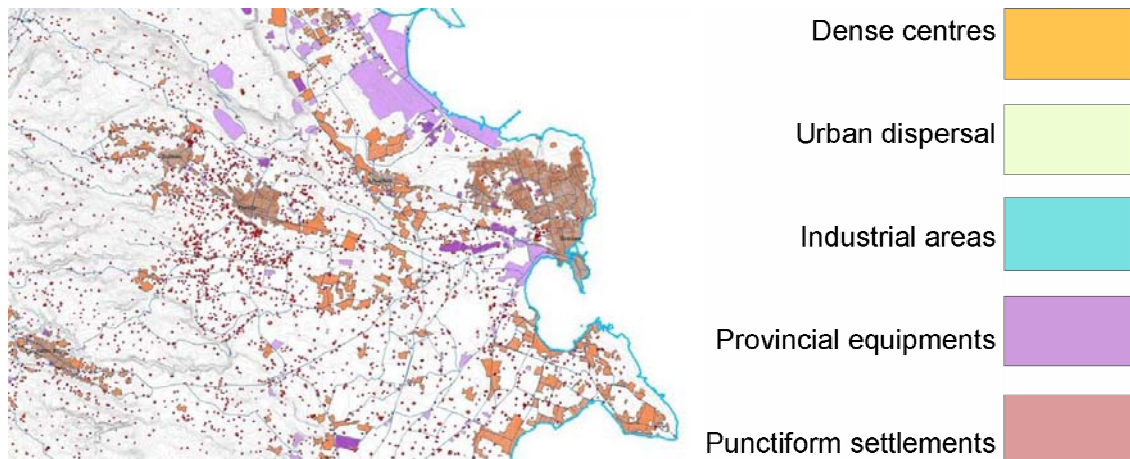 Dense centres
Urban dispersal
Industrial areas
Provincial equipments
Punctiform settlements